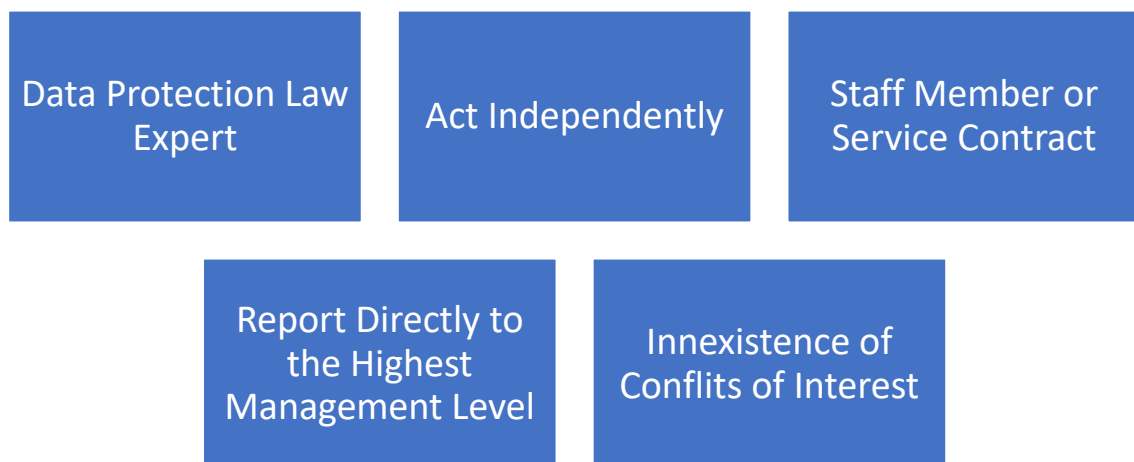 Data Protection Law
Expert
Act Independently
Staff Member or
Service Contract
Report Directly to
the Highest
Management Level
Innexistence of
Conflits of Interest